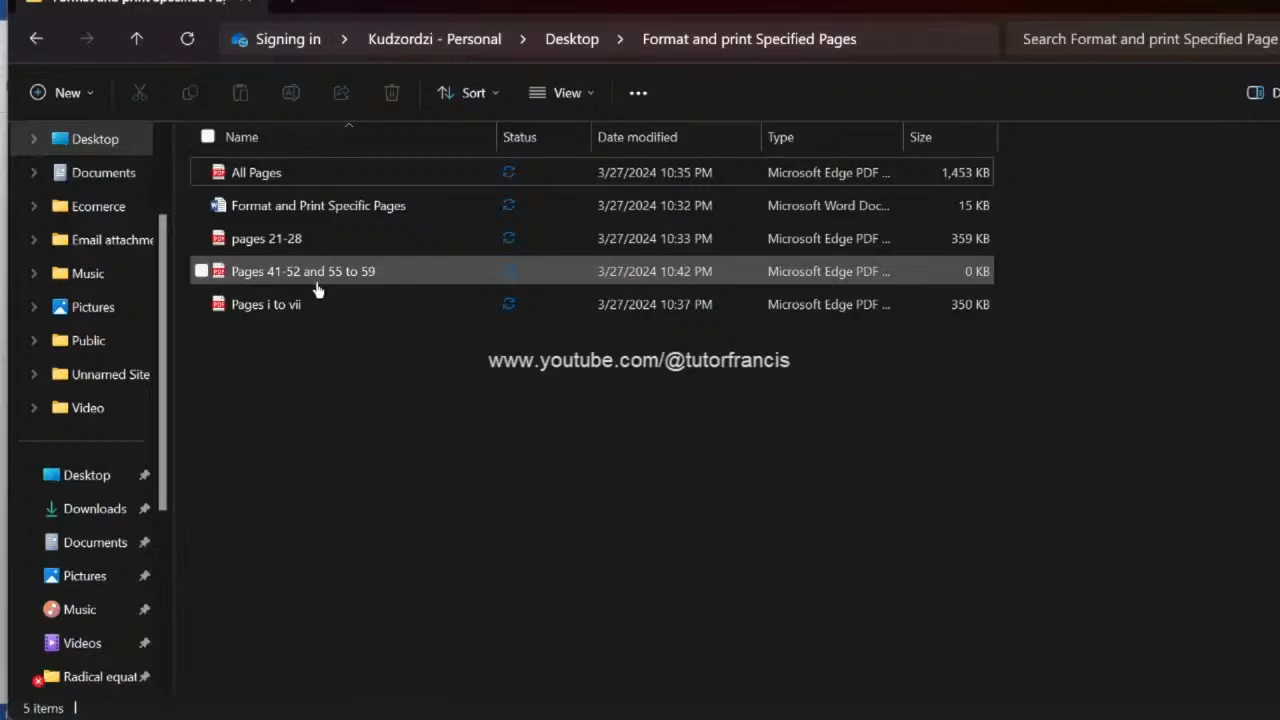 Signing in > Kudzordzi - Personal > Desktop > Format and print Specified Pages
Search Format and print Specified Page
New
Sort
View
Name Status Date modified Type Size
All Pages 3/27/2024 10:35 PM Microsoft Edge PDF ... 1,453 KB
Format and Print Specific Pages 3/27/2024 10:32 PM Microsoft Word Doc... 15 KB
pages 21-28 3/27/2024 10:33 PM Microsoft Edge PDF ... 359 KB
Pages 41-52 and 55 to 59 3/27/2024 10:42 PM Microsoft Edge PDF ... 0 KB
Pages i to vii 3/27/2024 10:37 PM Microsoft Edge PDF ... 350 KB
www.youtube.com/@tutorfrancis
Desktop
Documents
Ecomerce
Email attachme
Music
Pictures
Public
Unnamed Site
Video
Desktop
Downloads
Documents
Pictures
Music
Videos
Radical equat
5 items